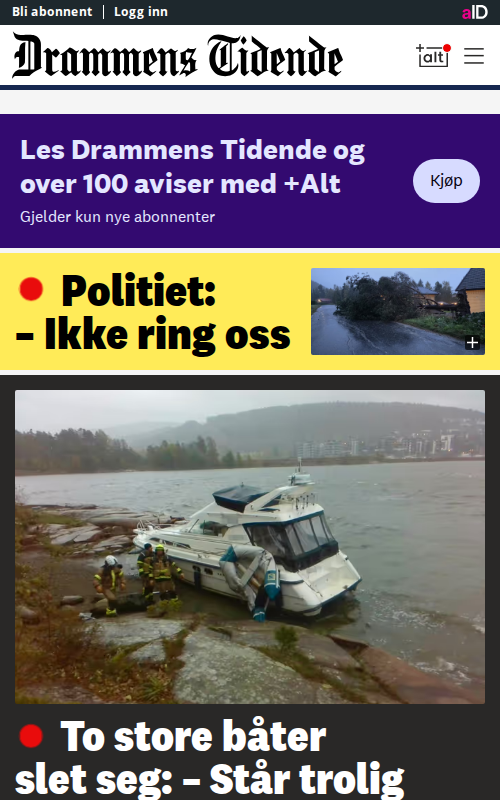 Bli abonnent | Logg inn
aID
Drammens Tidende
+alt
Les Drammens Tidende og
over 100 aviser med +Alt
Gjelder kun nye abonnenter
Kjøp
Politiet:
– Ikke ring oss
To store båter
slet seg: – Står trolig